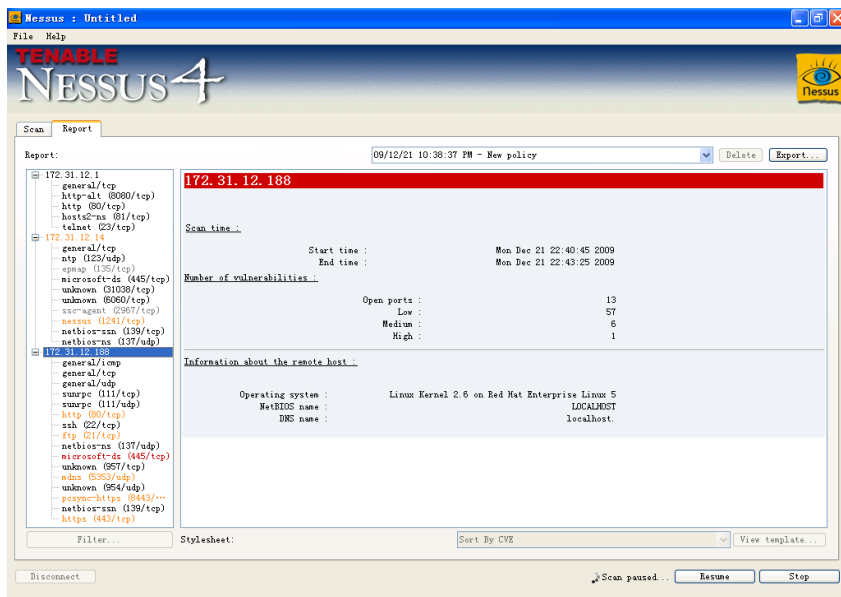 Nessus : Untitled
File Help
TENABLE
NESSUS 4
Nessus
Scan Report
Report: 09/12/21 10:38:37 PM - New policy Delete Export...
172.31.12.1
general/tcp
http-alt (8080/tcp)
http (80/tcp)
hosts2-ns (81/tcp)
telnet (23/tcp)
172.31.12.14
general/tcp
ntp (123/udp)
epmap (135/tcp)
microsoft-ds (445/tcp)
unknown (31038/tcp)
unknown (6060/tcp)
ssc-agent (2967/tcp)
nessus (1241/tcp)
netbios-ssn (139/tcp)
netbios-ns (137/udp)
172.31.12.188
general/icmp
general/tcp
general/udp
sunrpc (111/tcp)
sunrpc (111/udp)
http (80/tcp)
ssh (22/tcp)
ftp (21/tcp)
netbios-ns (137/udp)
microsoft-ds (445/tcp)
unknown (957/tcp)
mdns (5353/udp)
unknown (954/udp)
pcsync-https (8443/···
netbios-ssn (139/tcp)
https (443/tcp)
172.31.12.188
Scan time :
Start time : Mon Dec 21 22:40:45 2009
End time : Mon Dec 21 22:43:25 2009
Number of vulnerabilities :
Open ports : 13
Low : 57
Medium : 6
High : 1
Information about the remote host :
Operating system : Linux Kernel 2.6 on Red Hat Enterprise Linux 5
NetBIOS name : LOCALHOST
DNS name : localhost.
Filter... Stylesheet: Sort By CVE View template...
Disconnect Scan paused... Resume Stop